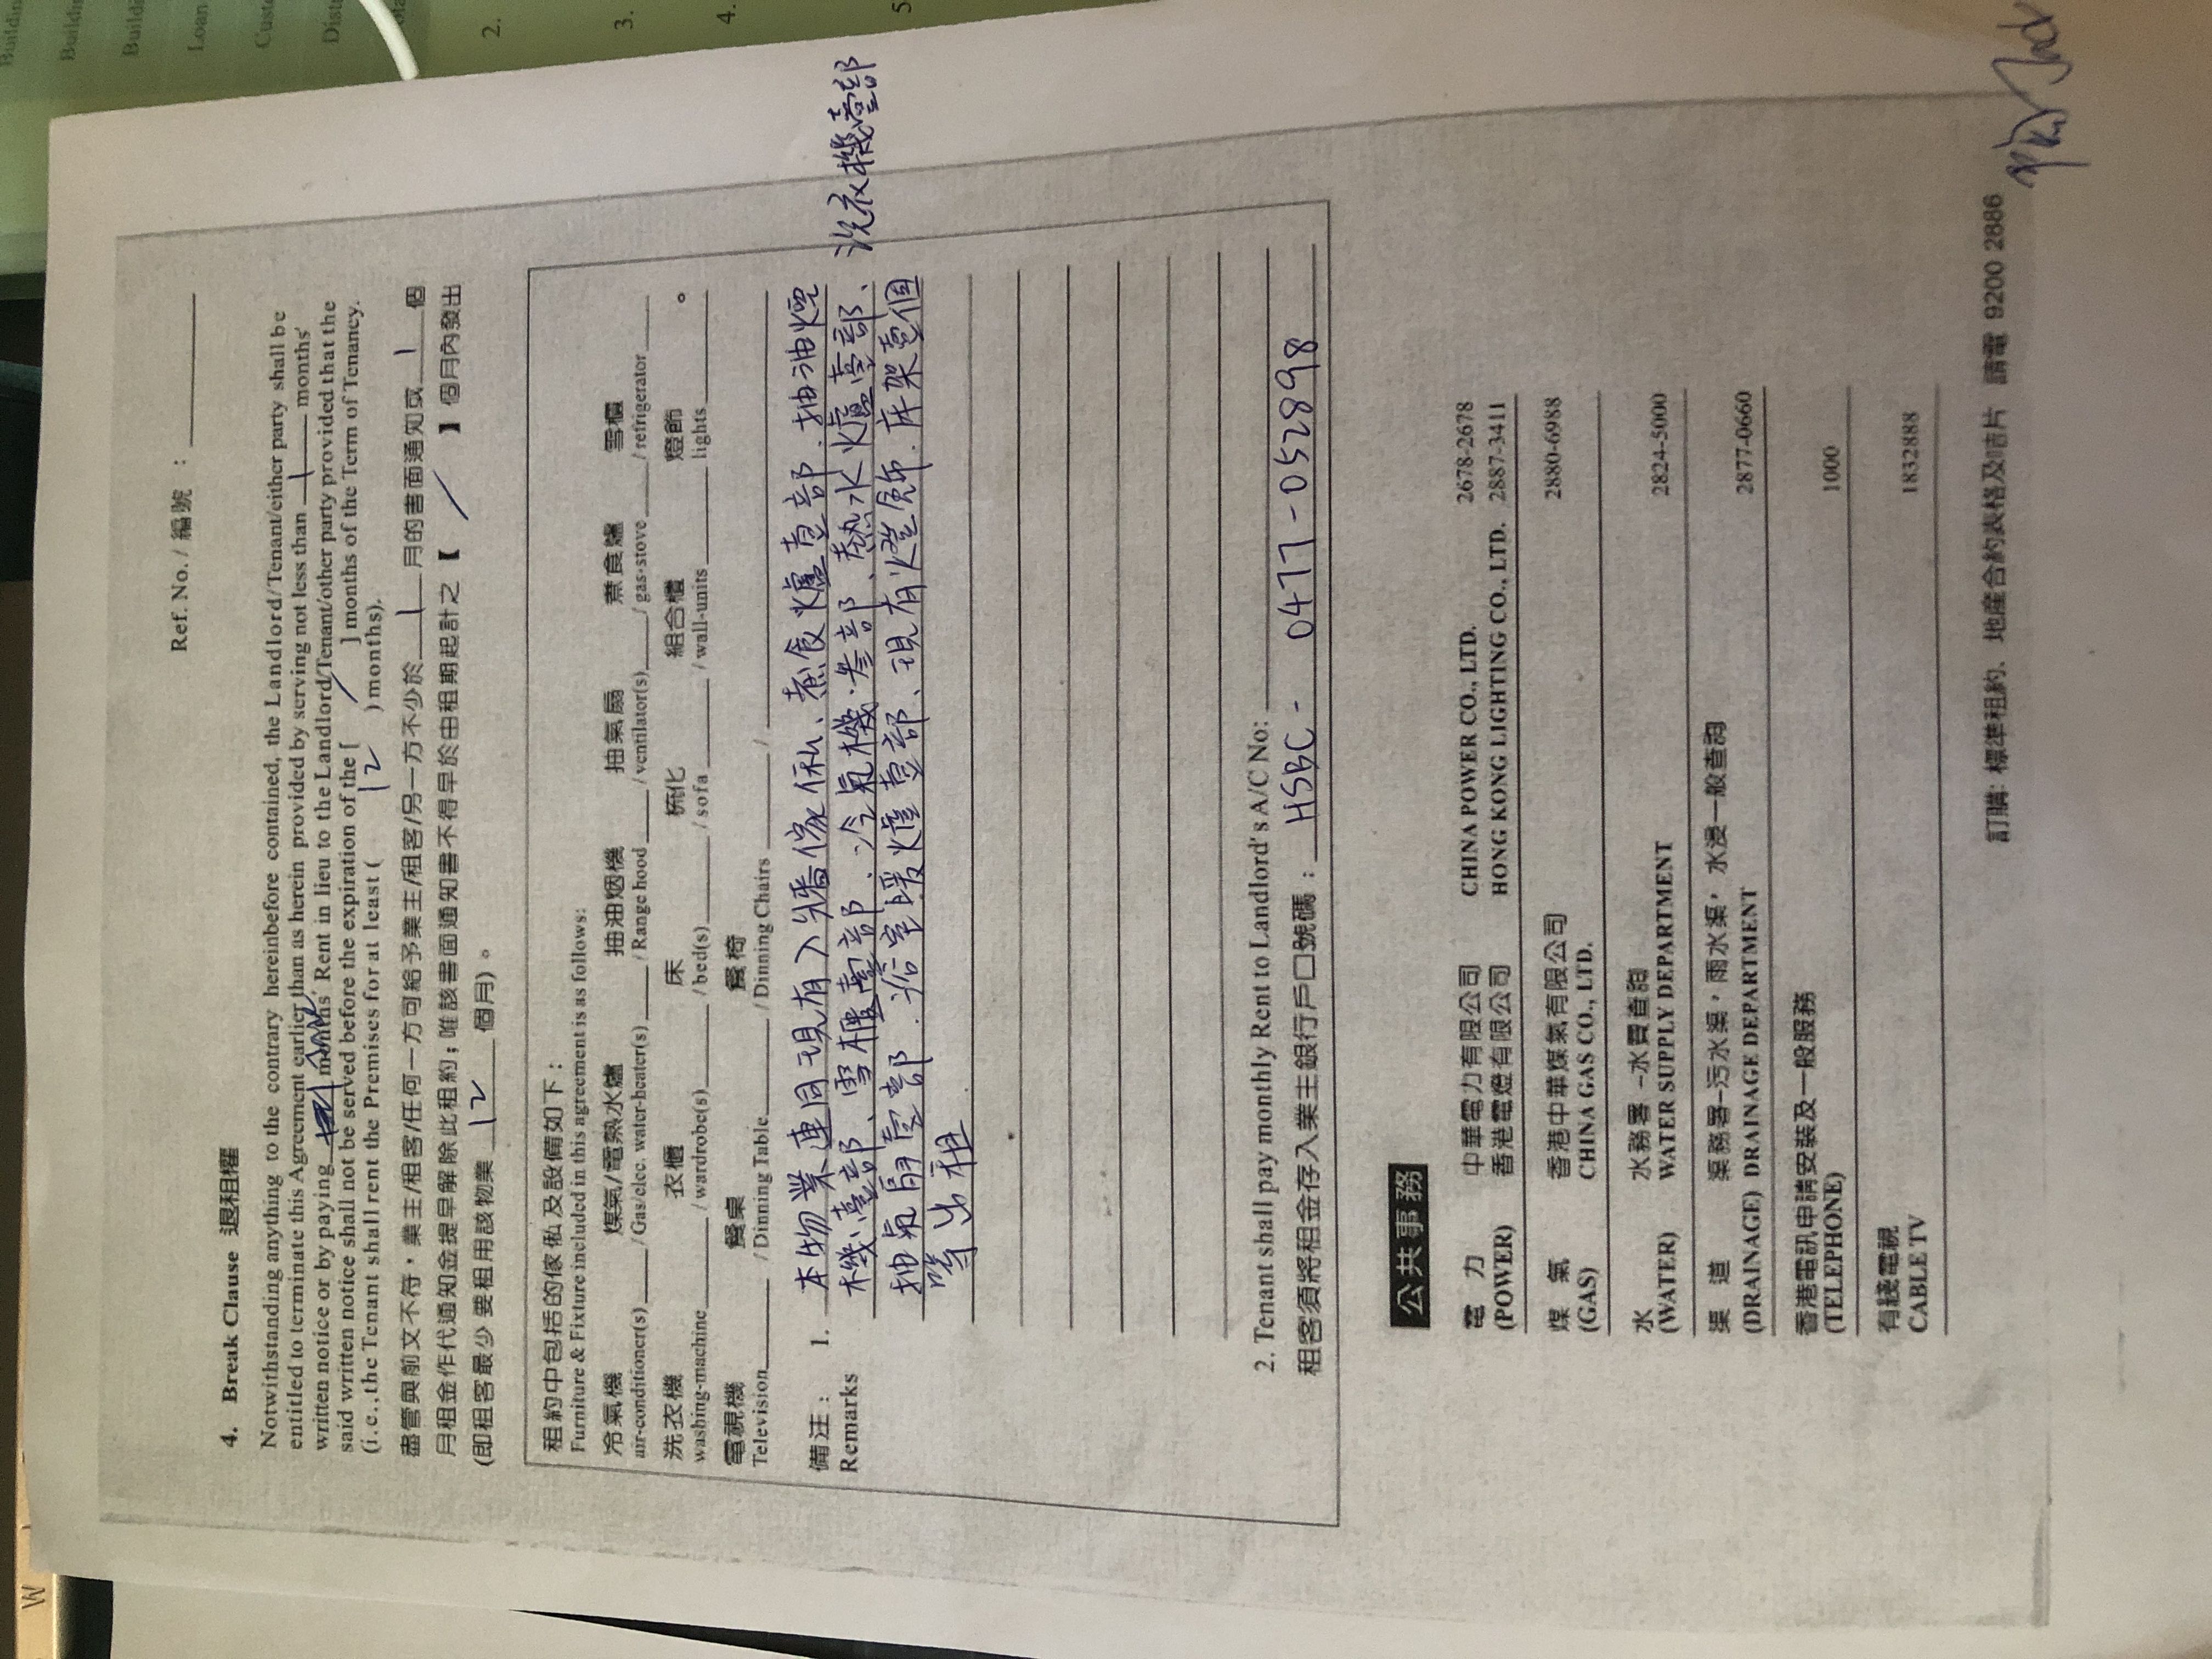 Ref. No. / 編號 :
4. Break Clause 退租權
Notwithstanding anything to the contrary hereinbefore contained, the Landlord/Tenant/either party shall be
entitled to terminate this Agreement earlier than as herein provided by serving not less than 1 months'
written notice or by paying months' Rent in lieu to the Landlord/Tenant/other party provided that the
said written notice shall not be served before the expiration of the [ / ] months of the Term of Tenancy.
(i.e., the Tenant shall rent the Premises for at least ( 12 ) months).
盡管與前文不符，業主/租客/任何一方可給予業主/租客/另一方不少於 1 月的書面通知或 1 個
月租金作代通知金提早解除此租約；唯該書面通知書不得早於由租期起計之【 / 】個月內發出
(即租客最少要租用該物業 12 個月)。
租約中包括的傢俬及設備如下：
Furniture & Fixture included in this agreement is as follows:
冷氣機 煤氣/電熱水爐 抽油烟機 抽氣扇 煮食爐 雪櫃
air-conditioner(s) / Gas/elec. water-heater(s) / Range hood / ventilator(s) / gas-stove / refrigerator
洗衣機 衣櫃 床 梳化 組合櫃 燈飾 。
washing-machine / wardrobe(s) / bed(s) / sofa / wall-units lights
電視機 餐桌 餐椅
Television / Dinning Table / Dinning Chairs /
備注： 1. 本物業連同現有入牆傢俬、煮食爐壹部、抽油煙
Remarks 機壹部、雪櫃壹部、冷氣機叁部、熱水爐壹部、洗衣機壹部
抽氣扇壹部、浴室暖爐壹部、現有燈飾、床架壹個
等出租.
2. Tenant shall pay monthly Rent to Landlord's A/C No:
租客須將租金存入業主銀行戶口號碼： HSBC - 0477-0528898
公共事務
電力 中華電力有限公司 CHINA POWER CO., LTD. 2678-2678
(POWER) 香港電燈有限公司 HONG KONG LIGHTING CO., LTD. 2887-3411
煤氣 香港中華煤氣有限公司 2880-6988
(GAS) CHINA GAS CO., LTD.
水 水務署-水費查詢 2824-5000
(WATER) WATER SUPPLY DEPARTMENT
渠道 渠務署-污水渠，雨水渠，水浸一般查詢 2877-0660
(DRAINAGE) DRAINAGE DEPARTMENT
香港電訊申請安裝及一般服務 1000
(TELEPHONE)
有綫電視 1832888
CABLE TV
訂購: 標準租約、地產合約表格及咭片 請電 9200 2886
Building
Building
Loan
2.
3.
4.
5
W